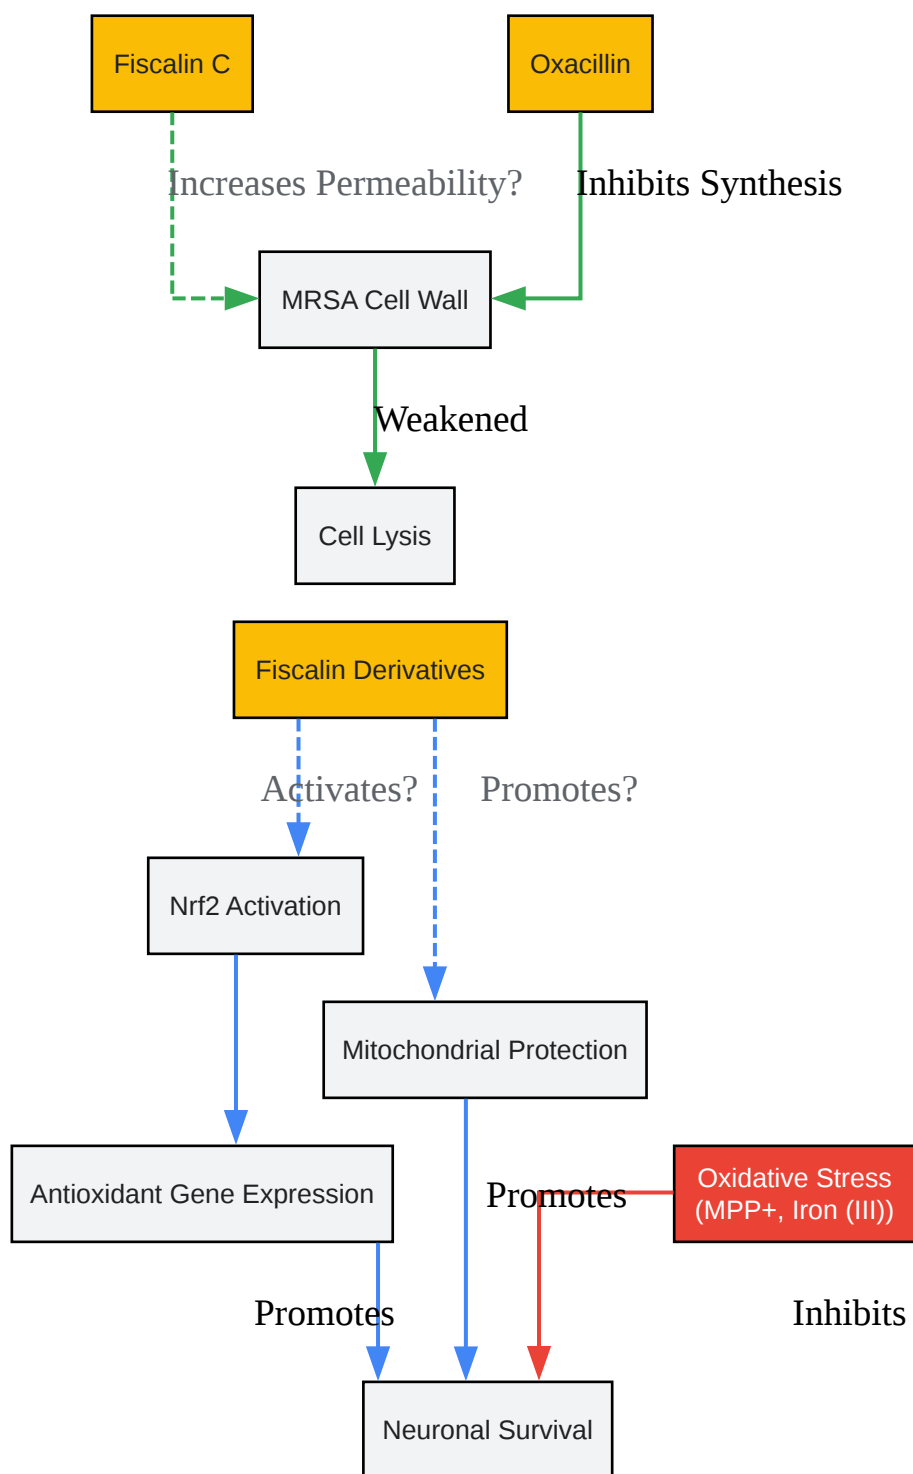 Fiscalin C
Oxacillin
Increases Permeability?
Inhibits Synthesis
MRSA Cell Wall
Weakened
Cell Lysis
Fiscalin Derivatives
Activates?
Promotes?
Nrf2 Activation
Mitochondrial Protection
Antioxidant Gene Expression
Promotes
Oxidative Stress
(MPP+, Iron (III))
Promotes
Inhibits
Neuronal Survival